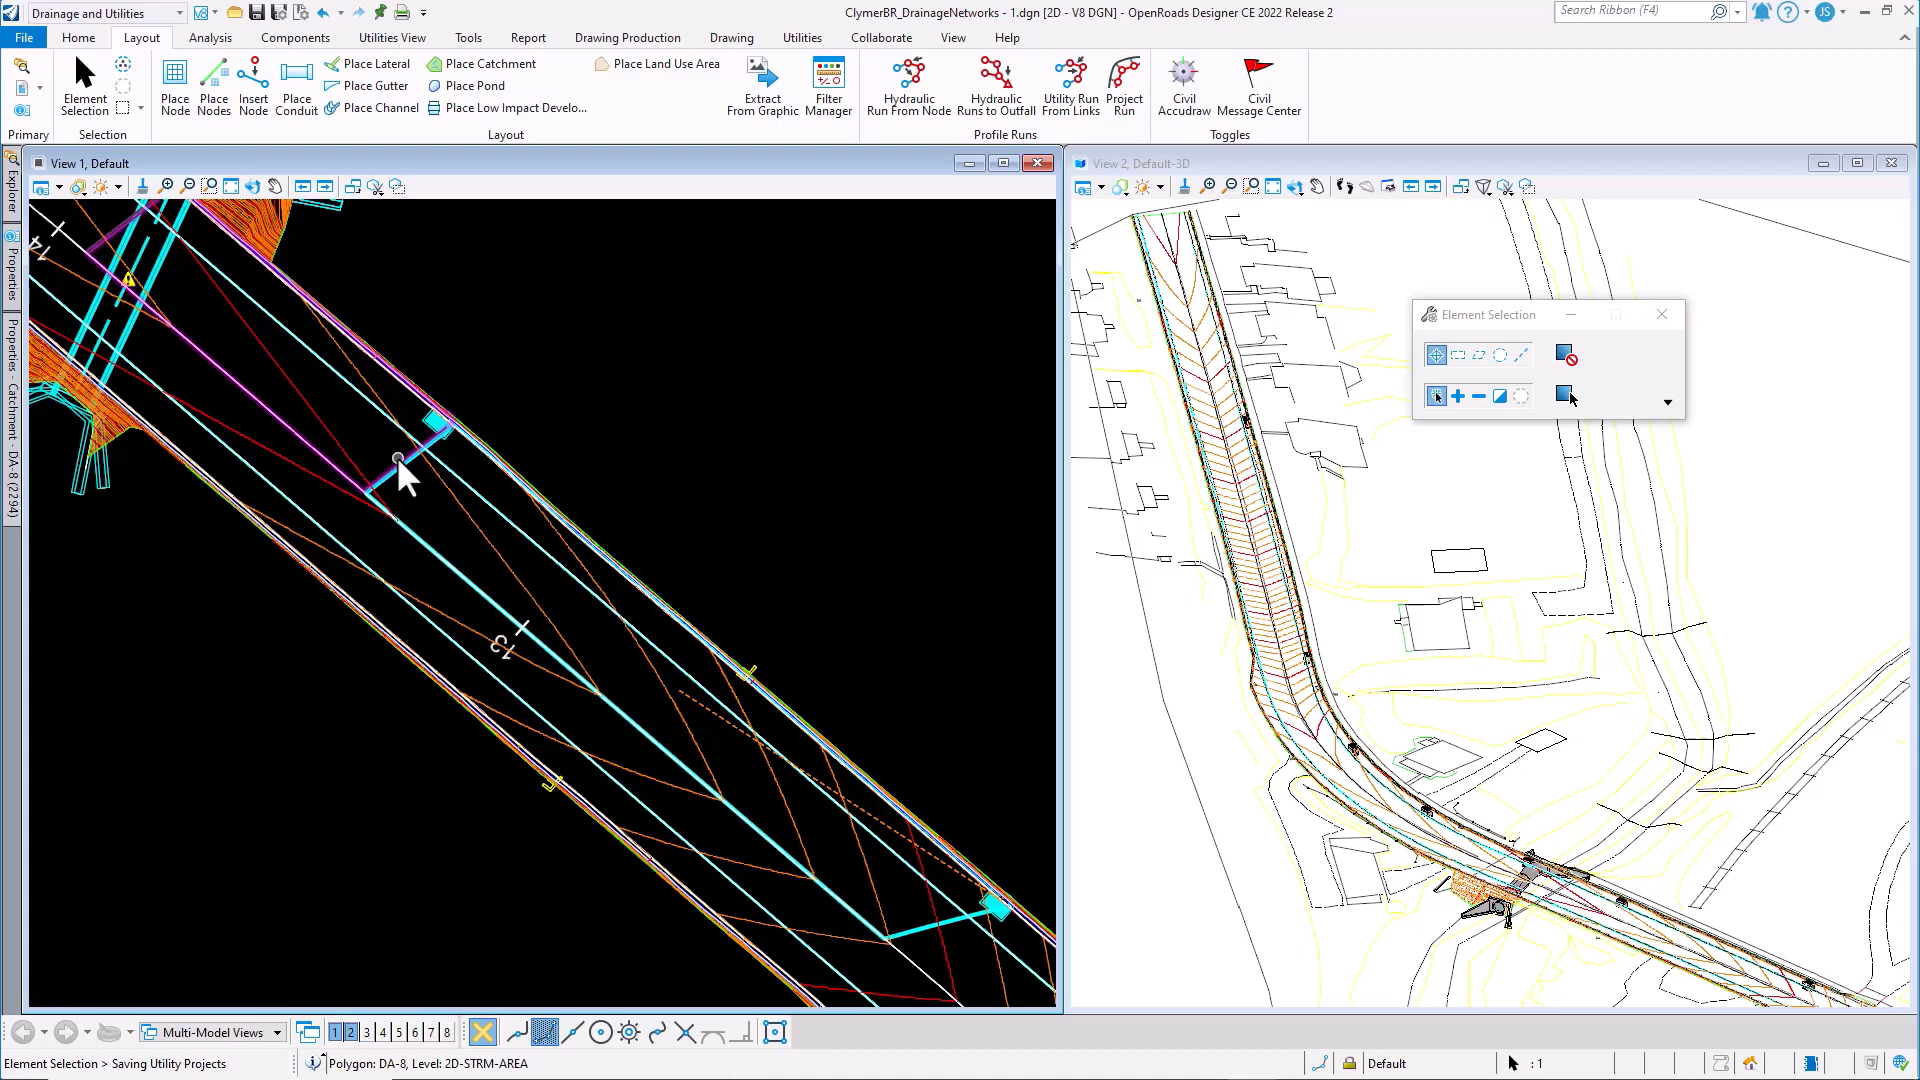 Drainage and Utilities
ClymerBR_DrainageNetworks - 1.dgn [2D - V8 DGN] - OpenRoads Designer CE 2022 Release 2
Search Ribbon (F4)
JS
File
Home
Layout
Analysis
Components
Utilities View
Tools
Report
Drawing Production
Drawing
Utilities
Collaborate
View
Help
Element Selection
Place Node
Place Nodes
Insert Node
Place Conduit
Place Lateral
Place Gutter
Place Channel
Place Catchment
Place Pond
Place Low Impact Develo...
Place Land Use Area
Extract From Graphic
Filter Manager
Hydraulic Run From Node
Hydraulic Runs to Outfall
Utility Run From Links
Project Run
Civil Accudraw
Civil Message Center
Primary
Selection
Layout
Profile Runs
Toggles
View 1, Default
View 2, Default-3D
Explorer
Properties
Properties - Catchment - DA-8 (2294)
14
13
Element Selection
Multi-Model Views
1 2 3 4 5 6 7 8
Element Selection > Saving Utility Projects
Polygon: DA-8, Level: 2D-STRM-AREA
Default
: 1